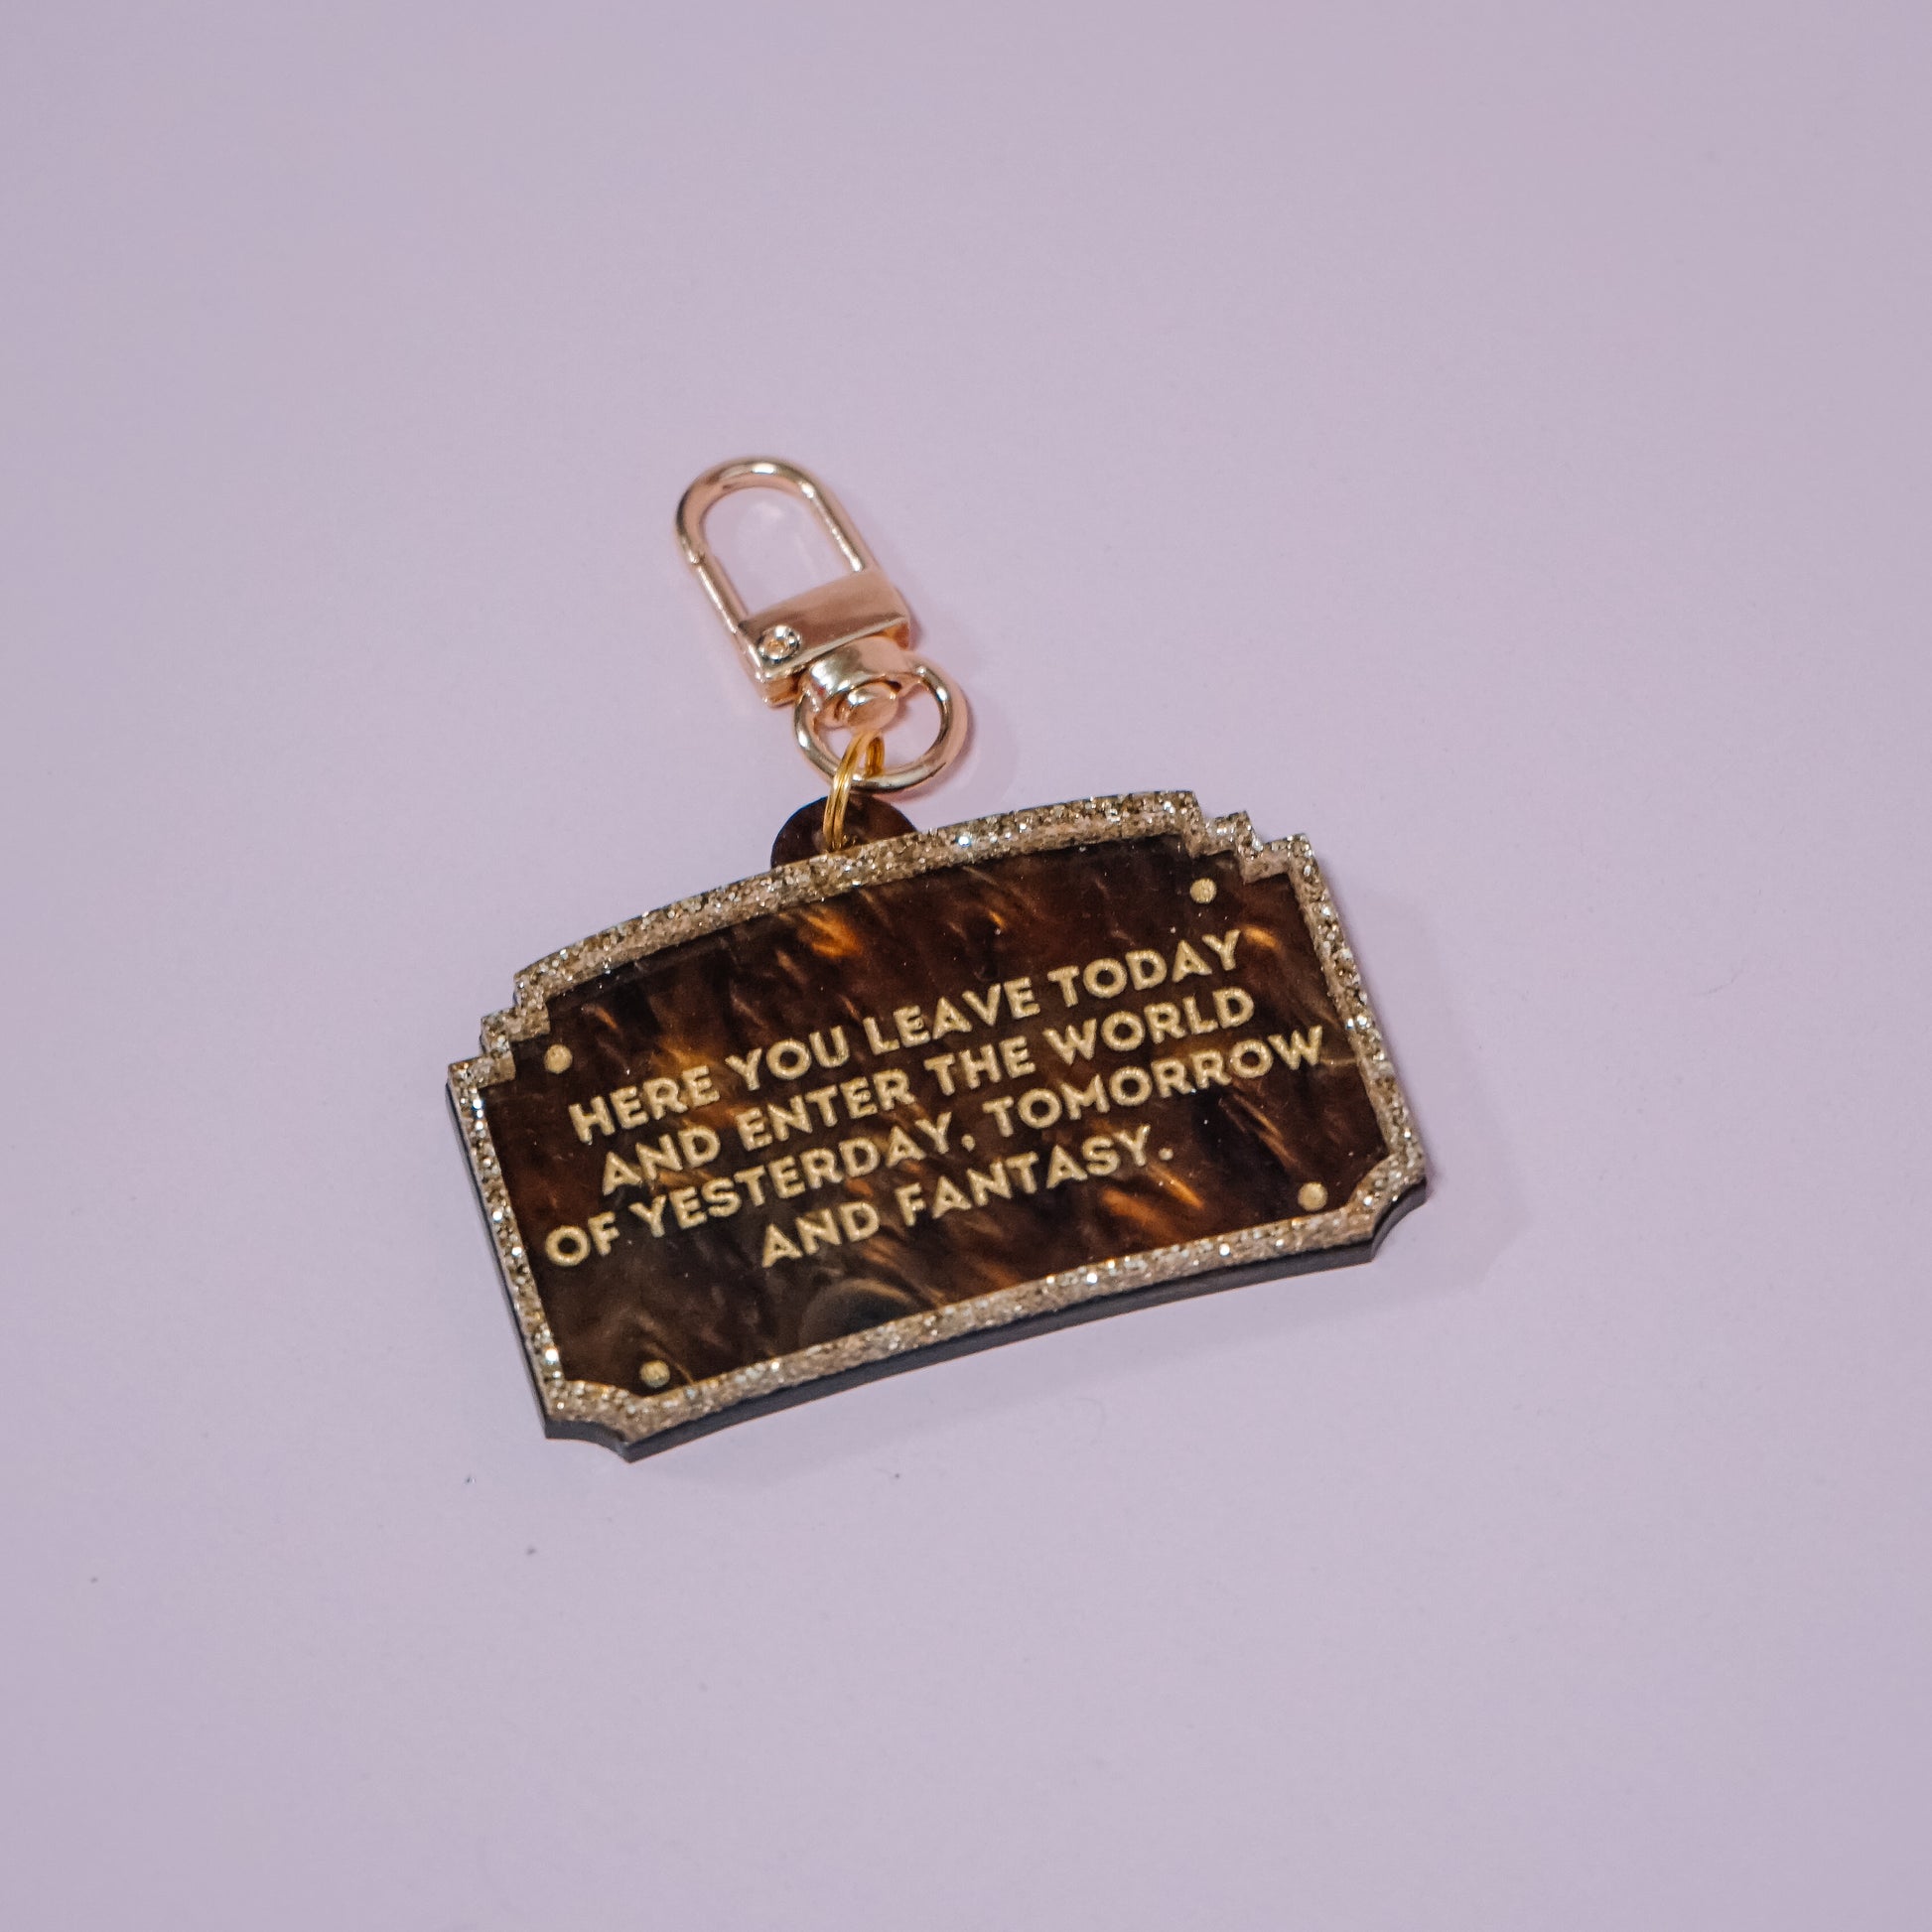 HERE YOU LEAVE TODAY
AND ENTER THE WORLD
OF YESTERDAY, TOMORROW
AND FANTASY.